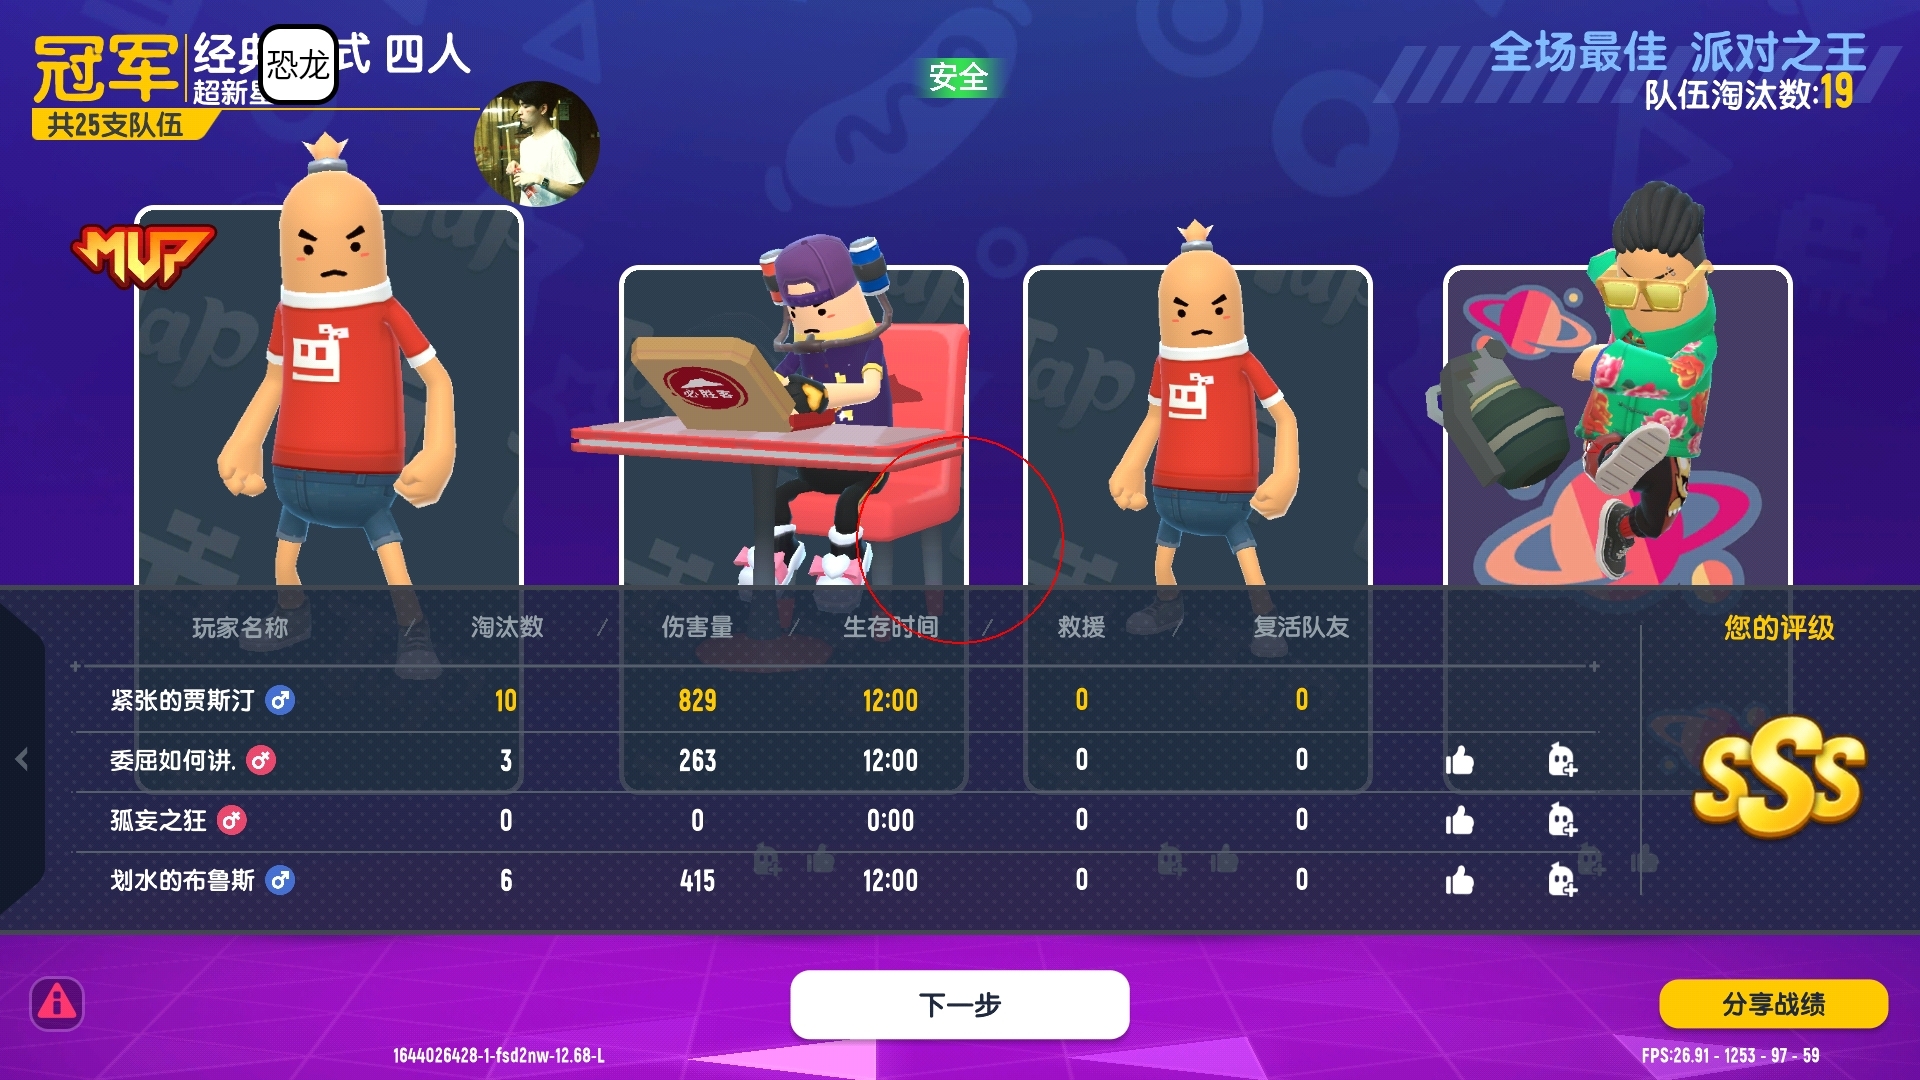 冠军
经典 式 四人
恐龙
超新星
共25支队伍
安全
全场最佳 派对之王
队伍淘汰数:19
MVP
必胜客
玩家名称 / 淘汰数 / 伤害量 / 生存时间 / 救援 / 复活队友
您的评级
紧张的贾斯汀 10 829 12:00 0 0
委屈如何讲. 3 263 12:00 0 0
孤妄之狂 0 0 0:00 0 0
划水的布鲁斯 6 415 12:00 0 0
SSS
下一步
分享战绩
1644026428-1-fsd2nw-12.68-L
FPS:26.91 - 1253 - 97 - 59